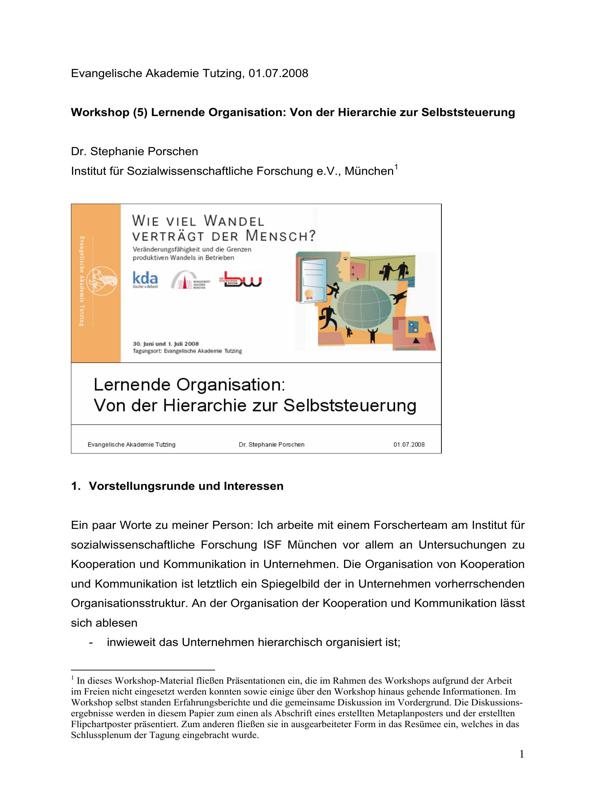 Evangelische Akademie Tutzing, 01.07.2008
Workshop (5) Lernende Organisation: Von der Hierarchie zur Selbststeuerung
Dr. Stephanie Porschen
Institut für Sozialwissenschaftliche Forschung e.V., München1
Evangelische Akademie Tutzing
WIE VIEL WANDEL
VERTRÄGT DER MENSCH?
Veränderungsfähigkeit und die Grenzen
produktiven Wandels in Betrieben
kda
bw
30. Juni und 1. Juli 2008
Tagungsort: Evangelische Akademie Tutzing
Lernende Organisation:
Von der Hierarchie zur Selbststeuerung
Evangelische Akademie Tutzing Dr. Stephanie Porschen 01.07.2008
1. Vorstellungsrunde und Interessen
Ein paar Worte zu meiner Person: Ich arbeite mit einem Forscherteam am Institut für
sozialwissenschaftliche Forschung ISF München vor allem an Untersuchungen zu
Kooperation und Kommunikation in Unternehmen. Die Organisation von Kooperation
und Kommunikation ist letztlich ein Spiegelbild der in Unternehmen vorherrschenden
Organisationsstruktur. An der Organisation der Kooperation und Kommunikation lässt
sich ablesen
- inwieweit das Unternehmen hierarchisch organisiert ist;
1 In dieses Workshop-Material fließen Präsentationen ein, die im Rahmen des Workshops aufgrund der Arbeit
im Freien nicht eingesetzt werden konnten sowie einige über den Workshop hinaus gehende Informationen. Im
Workshop selbst standen Erfahrungsberichte und die gemeinsame Diskussion im Vordergrund. Die Diskussions-
ergebnisse werden in diesem Papier zum einen als Abschrift eines erstellten Metaplanposters und der erstellten
Flipchartposter präsentiert. Zum anderen fließen sie in ausgearbeiteter Form in das Resümee ein, welches in das
Schlussplenum der Tagung eingebracht wurde.
1